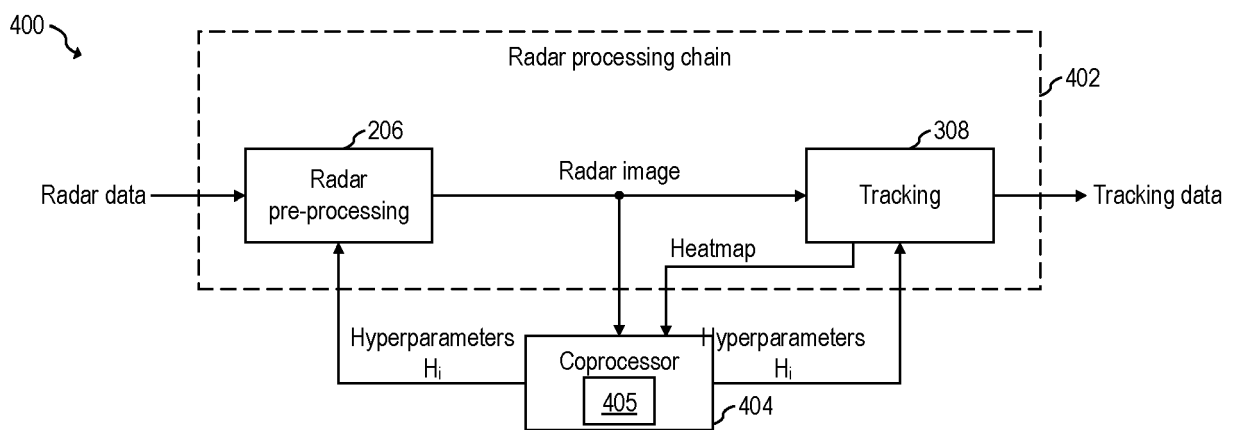 400
Radar processing chain
402
206
308
Radar data
Radar
pre-processing
Radar image
Tracking
Tracking data
Heatmap
Hyperparameters
Hi
Coprocessor
405
Hyperparameters
Hi
404